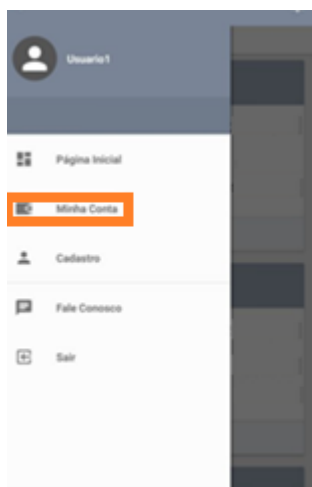 Usuario1
Página Inicial
Minha Conta
Cadastro
Fale Conosco
Sair